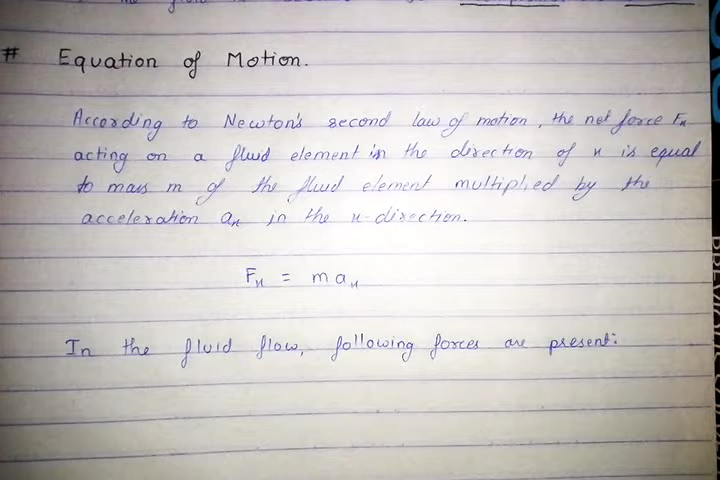 # Equation of Motion.
According to Newton's second law of motion, the net force Fx
acting on a fluid element in the direction of x is equal
to mass m of the fluid element multiplied by the
acceleration ax in the x-direction.
Fx = m ax
In the fluid flow, following forces are present: